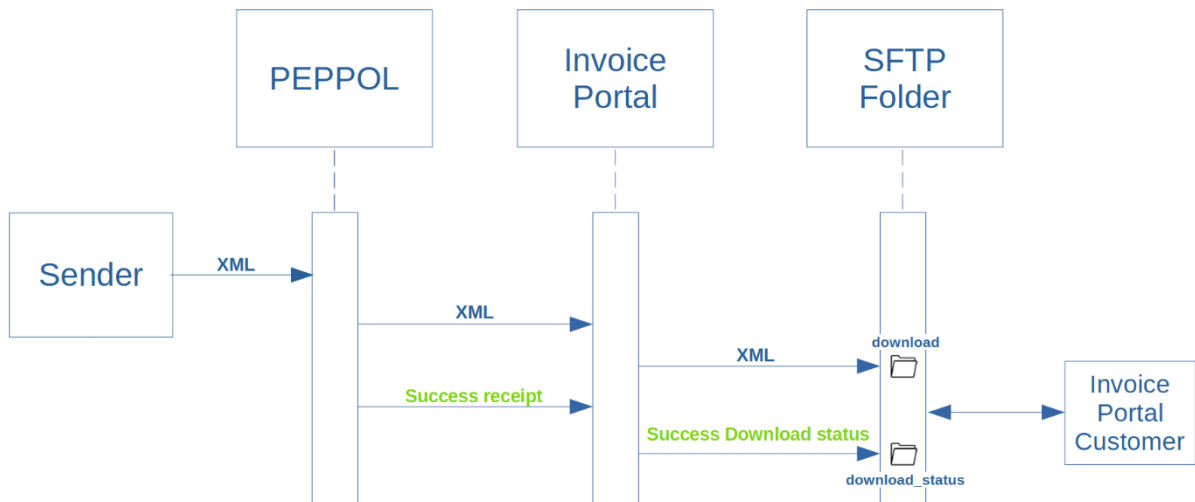 PEPPOL
Invoice
Portal
SFTP
Folder
Sender
XML
XML
download
XML
Success receipt
Invoice
Portal
Customer
Success Download status
download_status